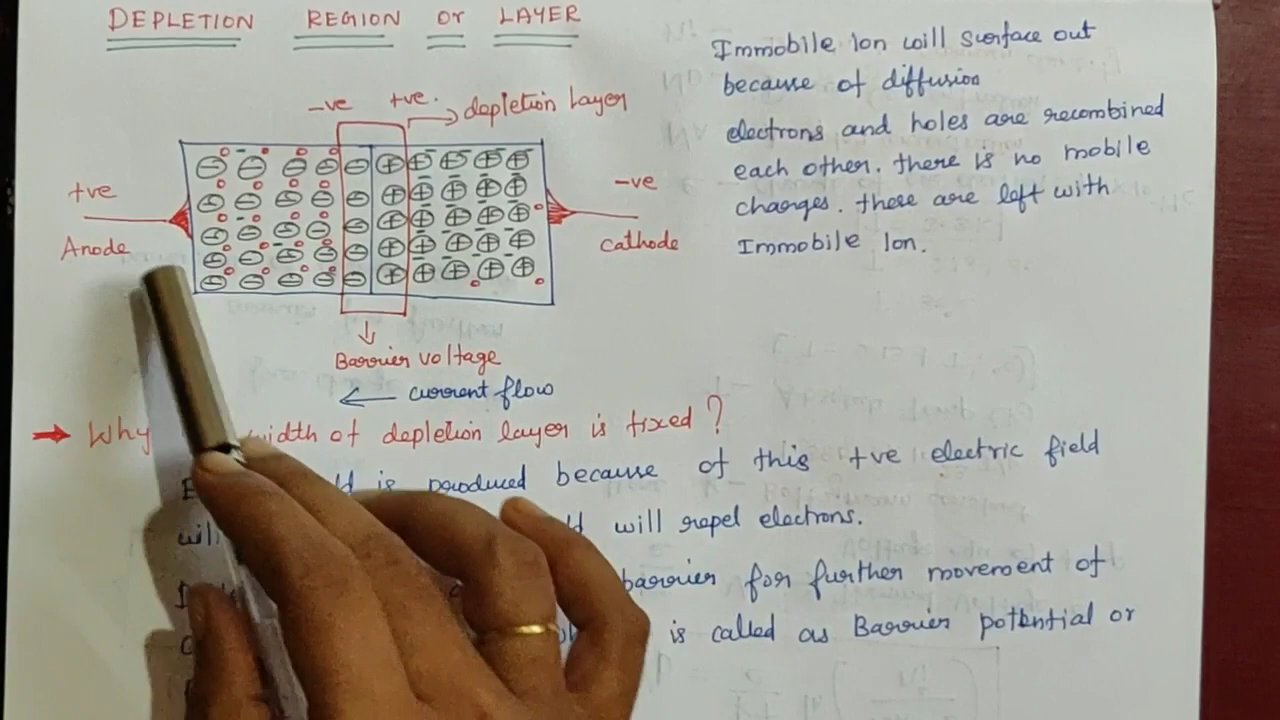 DEPLETION REGION or LAYER
-ve +ve. depletion layer
+ve
Anode
-ve
cathode
Barrier voltage
← current flow
Immobile Ion will surface out
because of diffusion
electrons and holes are recombined
each other. there is no mobile
charges. these are left with
Immobile Ion.
→ Why width of depletion layer is fixed?
is produced because of this +ve electric field
will repel electrons.
barrier for further movement of
is called as Barrier potential or